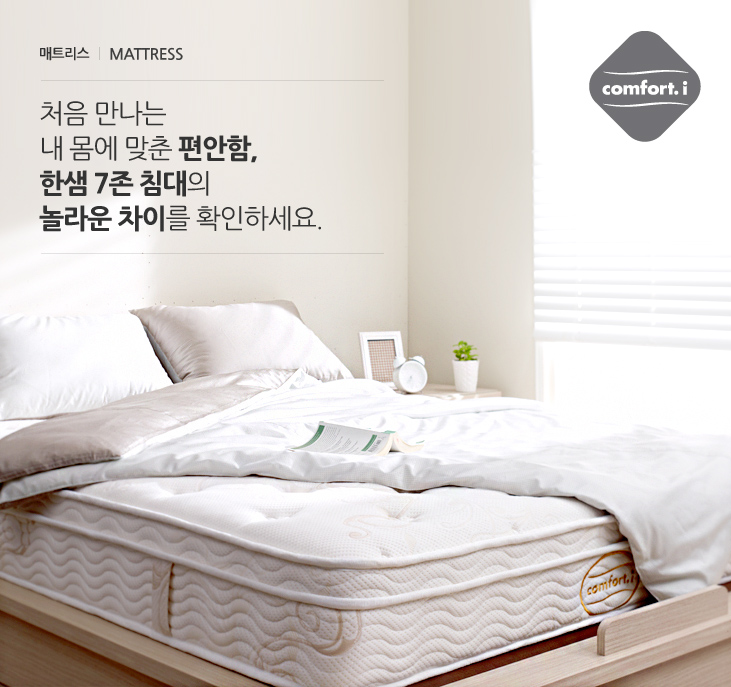 매트리스 | MATTRESS
comfort. i
처음 만나는
내 몸에 맞춘 편안함,
한샘 7존 침대의
놀라운 차이를 확인하세요.
comfort. i